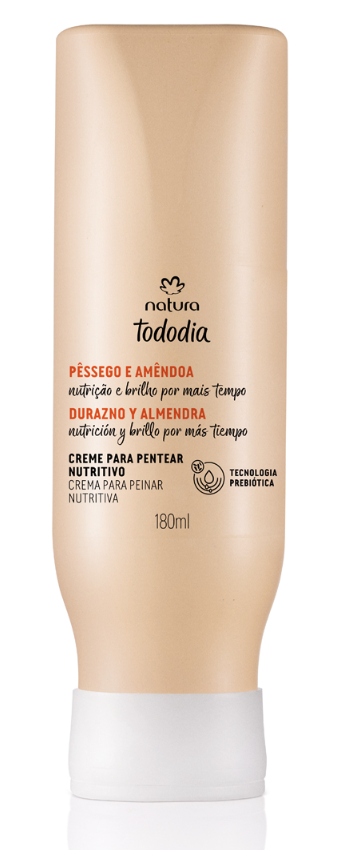 natura
tododia
PÊSSEGO E AMÊNDOA
nutrição e brilho por mais tempo
DURAZNO Y ALMENDRA
nutrición y brillo por más tiempo
CREME PARA PENTEAR
NUTRITIVO
CREMA PARA PEINAR
NUTRITIVA
TECNOLOGIA
PREBIÓTICA
180ml